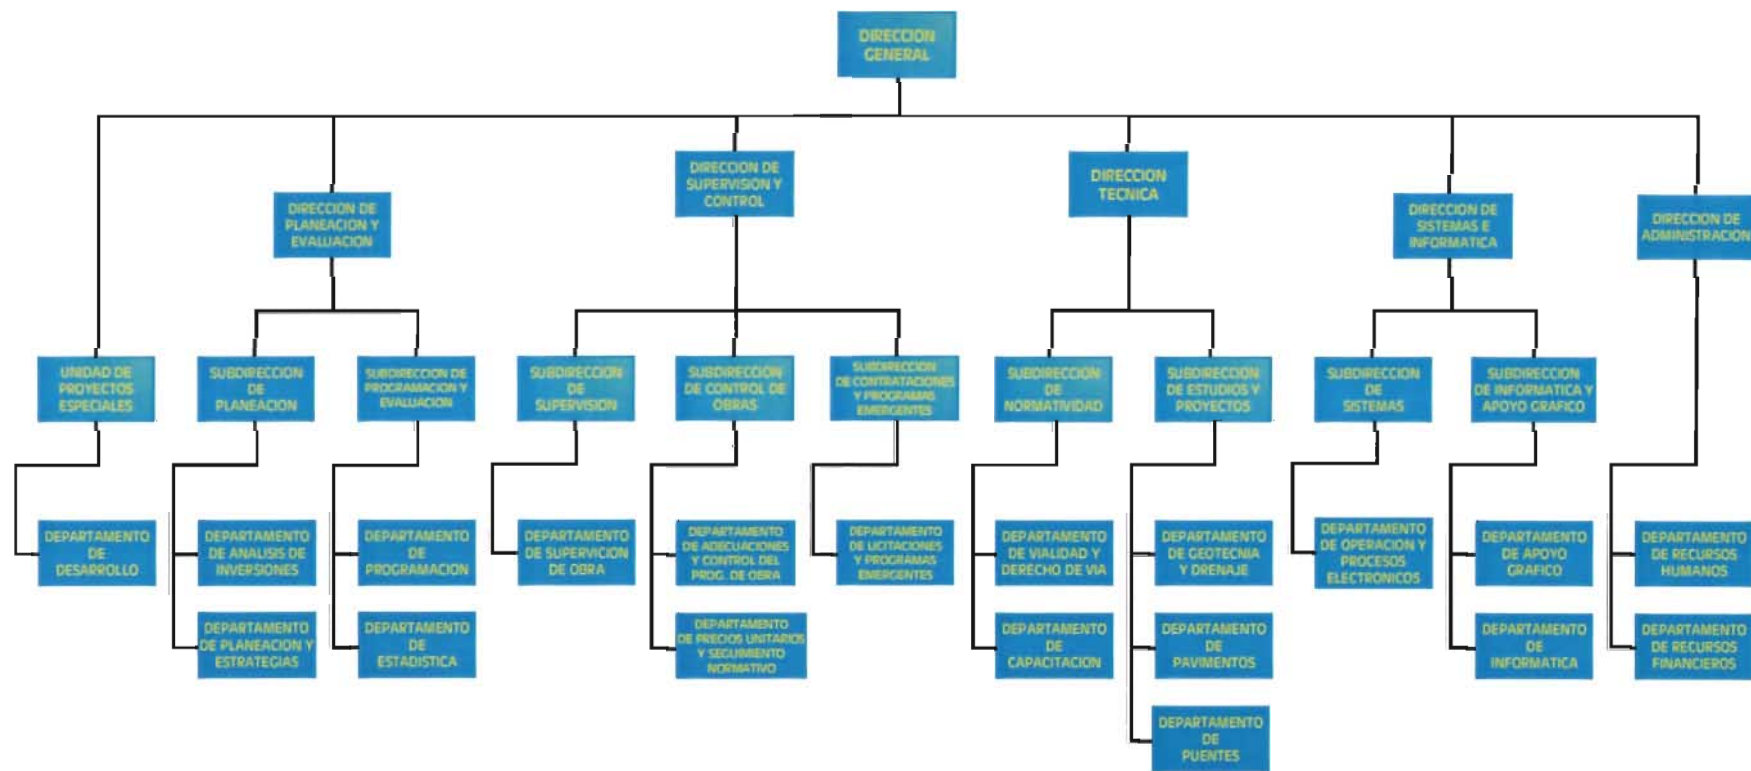 DIRECCION
GENERAL
DIRECCION DE
SUPERVISION Y
CONTROL
DIRECCION
TECNICA
DIRECCION DE
PLANEACION Y
EVALUACION
DIRECCION DE
SISTEMAS E
INFORMATICA
DIRECCION DE
ADMINISTRACION
UNIDAD DE
PROYECTOS
ESPECIALES
SUBDIRECCION
DE
PLANEACION
SUBDIRECCION DE
PROGRAMACION Y
EVALUACION
SUBDIRECCION
DE
SUPERVISION
SUBDIRECCION
DE CONTROL DE
OBRAS
SUBDIRECCION
DE CONTRATACIONES
Y PROGRAMAS
EMERGENTES
SUBDIRECCION
DE
NORMATIVIDAD
SUBDIRECCION
DE ESTUDIOS Y
PROYECTOS
SUBDIRECCION
DE
SISTEMAS
SUBDIRECCION
DE INFORMATICA Y
APOYO GRAFICO
DEPARTAMENTO
DE
DESARROLLO
DEPARTAMENTO
DE ANALISIS DE
INVERSIONES
DEPARTAMENTO
DE
PROGRAMACION
DEPARTAMENTO
DE SUPERVICION
DE OBRA
DEPARTAMENTO
DE ADECUACIONES
Y CONTROL DEL
PROG. DE OBRA
DEPARTAMENTO
DE LICITACIONES
Y PROGRAMAS
EMERGENTES
DEPARTAMENTO
DE VIALIDAD Y
DERECHO DE VIA
DEPARTAMENTO
DE GEOTECNIA
Y DRENAJE
DEPARTAMENTO
DE OPERACION Y
PROCESOS
ELECTRONICOS
DEPARTAMENTO
DE APOYO
GRAFICO
DEPARTAMENTO
DE RECURSOS
HUMANOS
DEPARTAMENTO
DE PLANEACION Y
ESTRATEGIAS
DEPARTAMENTO
DE
ESTADISTICA
DEPARTAMENTO
DE PRECIOS UNITARIOS
Y SEGUIMIENTO
NORMATIVO
DEPARTAMENTO
DE
CAPACITACION
DEPARTAMENTO
DE
PAVIMENTOS
DEPARTAMENTO
DE
INFORMATICA
DEPARTAMENTO
DE RECURSOS
FINANCIEROS
DEPARTAMENTO
DE
PUENTES